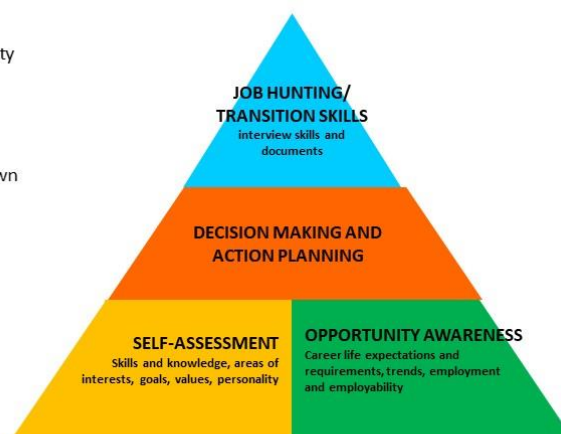 JOB HUNTING/
TRANSITION SKILLS
interview skills and
documents
DECISION MAKING AND
ACTION PLANNING
SELF-ASSESSMENT
Skills and knowledge, areas of
interests, goals, values, personality
OPPORTUNITY AWARENESS
Career life expectations and
requirements, trends, employment
and employability